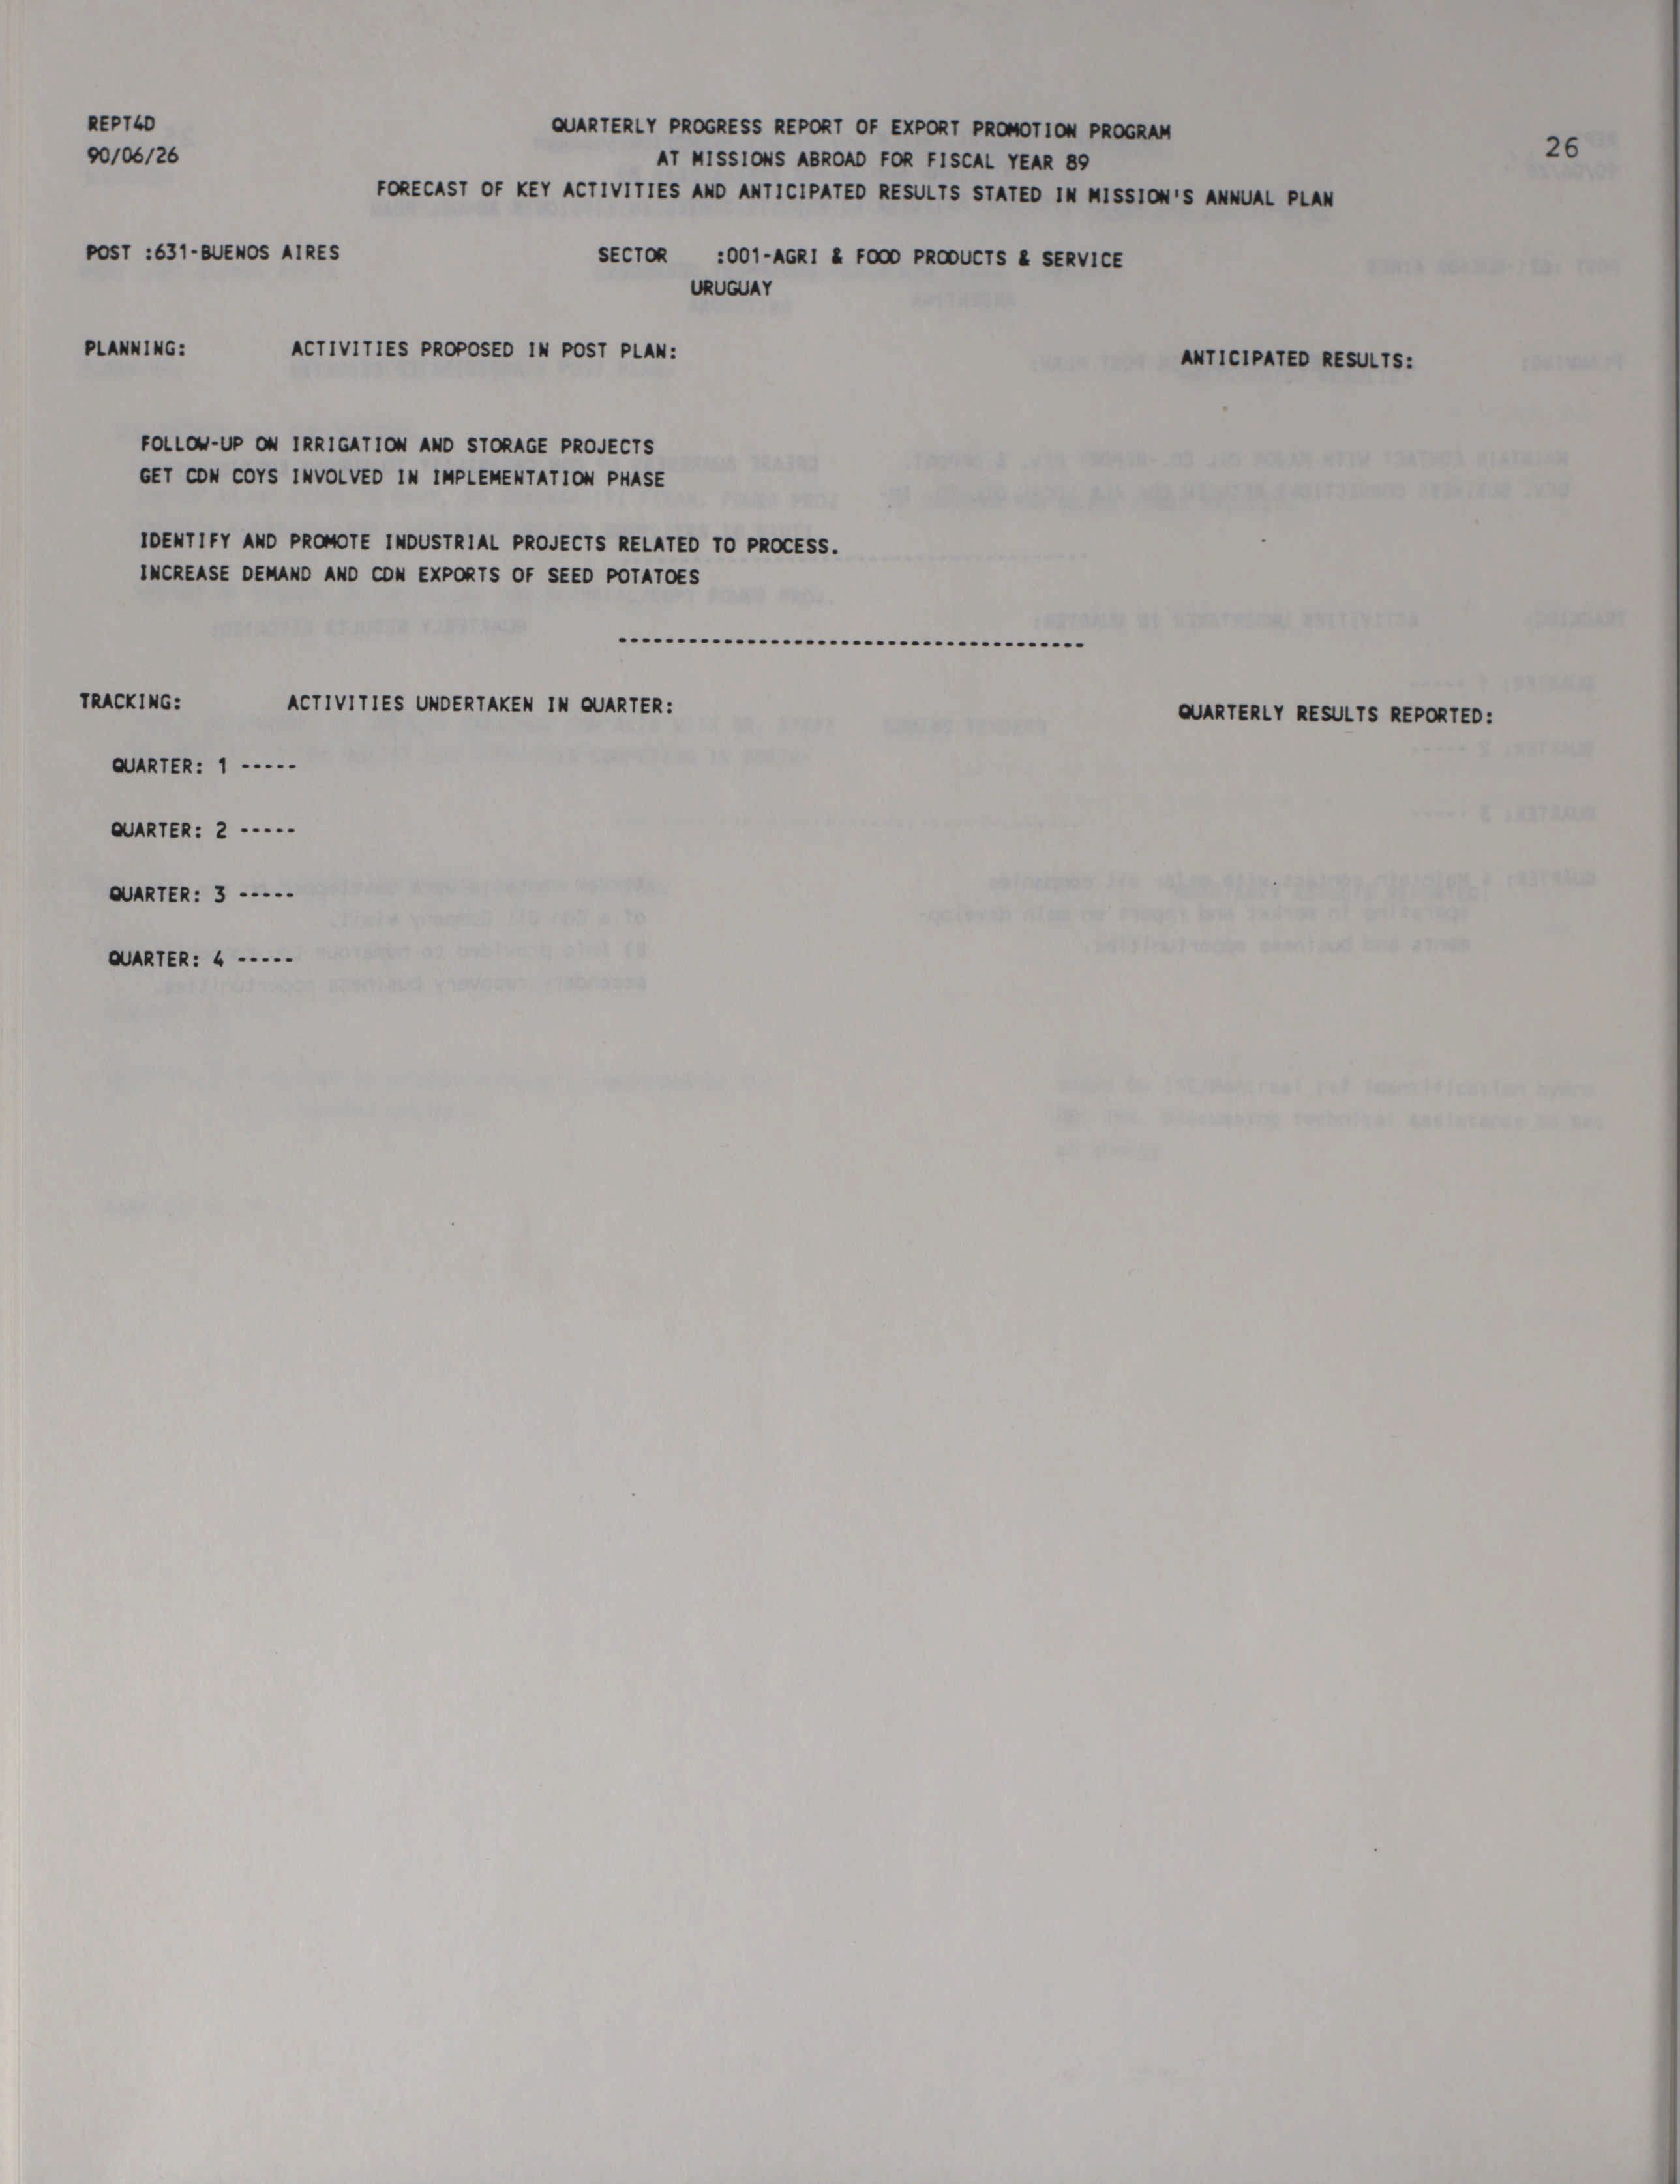 REPT4D
90/06/26
QUARTERLY PROGRESS REPORT OF EXPORT PROMOTION PROGRAM
AT MISSIONS ABROAD FOR FISCAL YEAR 89
FORECAST OF KEY ACTIVITIES AND ANTICIPATED RESULTS STATED IN MISSION'S ANNUAL PLAN
26
POST :631-BUENOS AIRES SECTOR :001-AGRI & FOOD PRODUCTS & SERVICE
URUGUAY
PLANNING: ACTIVITIES PROPOSED IN POST PLAN: ANTICIPATED RESULTS:
FOLLOW-UP ON IRRIGATION AND STORAGE PROJECTS
GET CDN COYS INVOLVED IN IMPLEMENTATION PHASE
IDENTIFY AND PROMOTE INDUSTRIAL PROJECTS RELATED TO PROCESS.
INCREASE DEMAND AND CDN EXPORTS OF SEED POTATOES
----------------------------------------
TRACKING: ACTIVITIES UNDERTAKEN IN QUARTER: QUARTERLY RESULTS REPORTED:
QUARTER: 1 -----
QUARTER: 2 -----
QUARTER: 3 -----
QUARTER: 4 -----